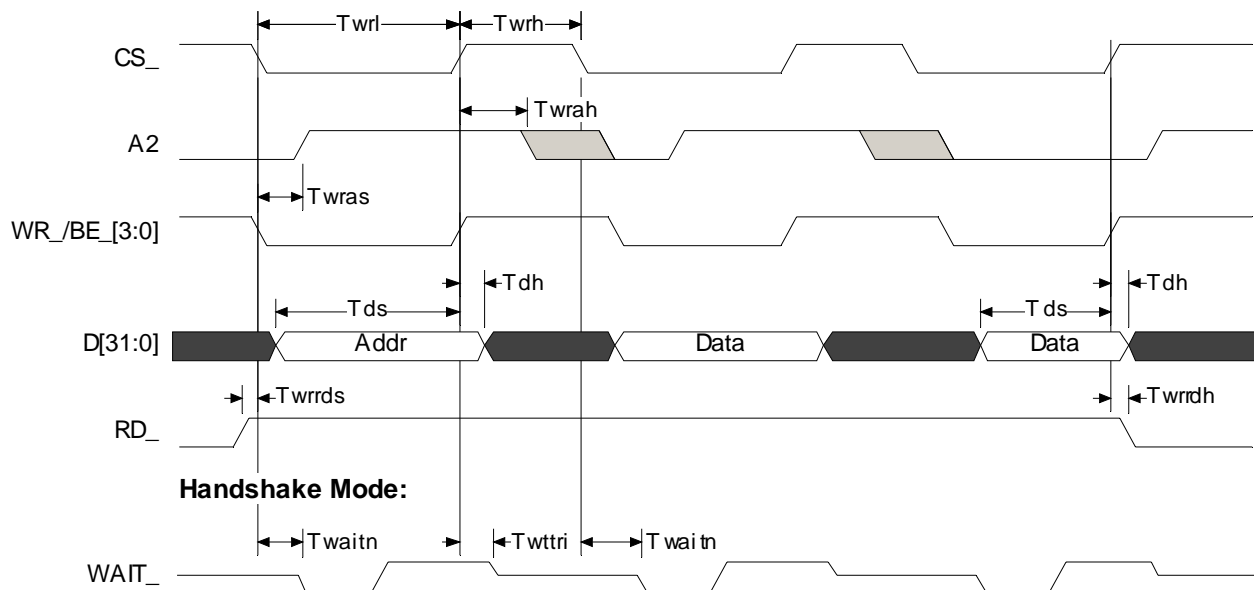 Twrl Twrh
CS_
Twrah
A2
Twras
WR_/BE_[3:0]
Tdh Tdh
Tds Tds
D[31:0] Addr Data Data
Twrrds Twrrdh
RD_
Handshake Mode:
Twaitn Twttri Twaitn
WAIT_